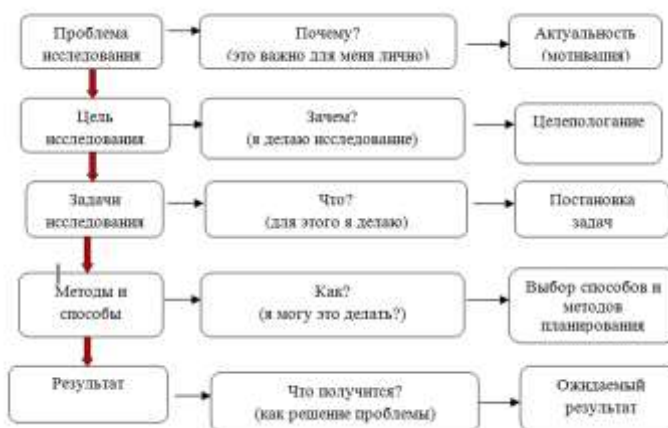 Проблема исследования
Почему?
(это важно для меня лично)
Актуальность
(мотивация)
Цель
исследования
Зачем?
(я делаю исследование)
Целепологание
Задачи
исследования
Что?
(для этого я делаю)
Постановка
задач
Методы и
способы
Как?
(я могу это делать?)
Выбор способов и
методов
планирования
Результат
Что получится?
(как решение проблемы)
Ожидаемый
результат